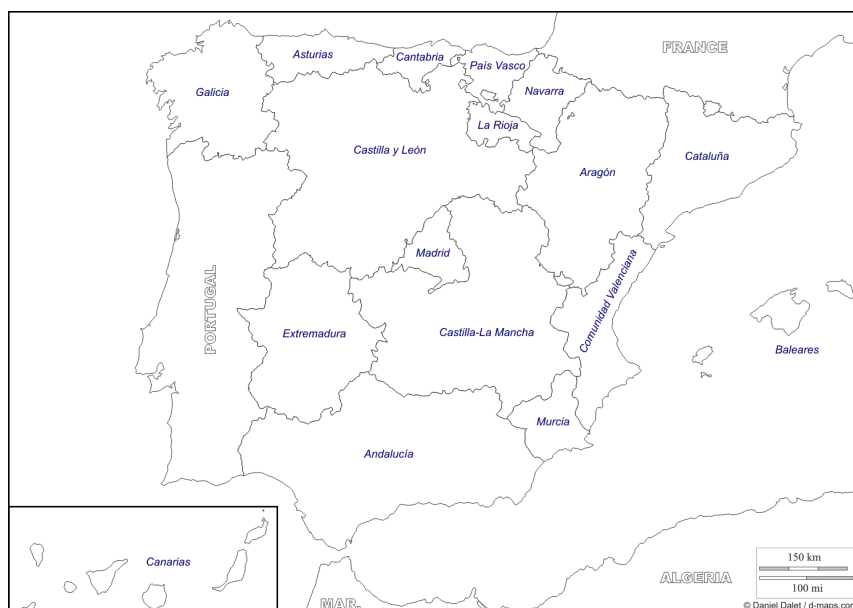 FRANCE
Asturias
Cantabria
País Vasco
Galicia
Navarra
La Rioja
Castilla y León
Aragón
Cataluña
Madrid
PORTUGAL
Comunidad Valenciana
Extremadura
Castilla-La Mancha
Baleares
Murcia
Andalucía
Canarias
150 km
100 mi
ALGERIA
MAR.
© Daniel Dalet / d-maps.com